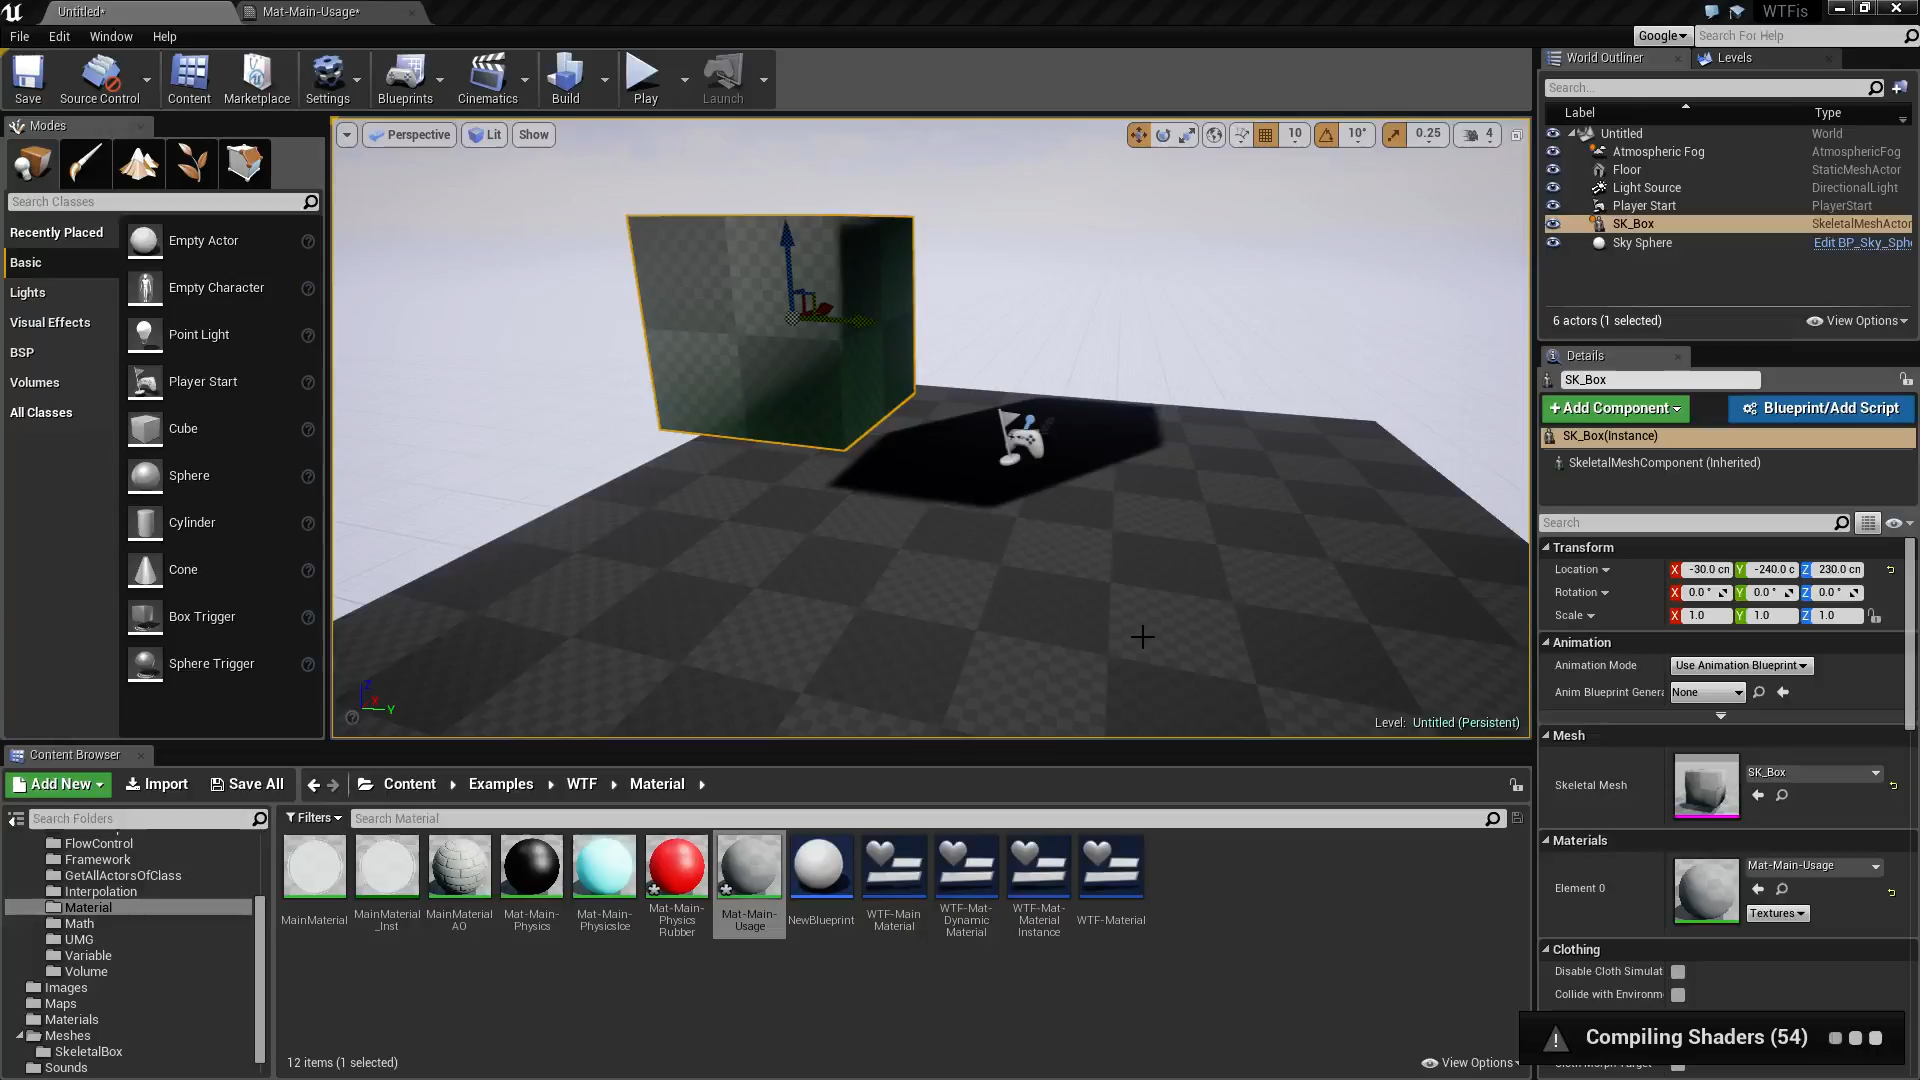 Untitled*
Mat-Main-Usage*
WTFis
File
Edit
Window
Help
Google
Search For Help
Save
Source Control
Content
Marketplace
Settings
Blueprints
Cinematics
Build
Play
Launch
Modes
Search Classes
Recently Placed
Basic
Lights
Visual Effects
BSP
Volumes
All Classes
Empty Actor
Empty Character
Point Light
Player Start
Cube
Sphere
Cylinder
Cone
Box Trigger
Sphere Trigger
Perspective
Lit
Show
10
10°
0.25
4
Z
X
Y
Level: Untitled (Persistent)
World Outliner
Levels
Search...
Label
Type
Untitled World
Atmospheric Fog AtmosphericFog
Floor StaticMeshActor
Light Source DirectionalLight
Player Start PlayerStart
SK_Box SkeletalMeshActor
Sky Sphere Edit BP_Sky_Sph
6 actors (1 selected)
View Options
Details
SK_Box
+Add Component
Blueprint/Add Script
SK_Box(Instance)
SkeletalMeshComponent (Inherited)
Search
Transform
Location X -30.0 cm Y -240.0 c Z 230.0 cm
Rotation X 0.0 ° Y 0.0 ° Z 0.0 °
Scale X 1.0 Y 1.0 Z 1.0
Animation
Animation Mode Use Animation Blueprint
Anim Blueprint Genera None
Mesh
Skeletal Mesh
SK_Box
Materials
Element 0
Mat-Main-Usage
Textures
Clothing
Disable Cloth Simulat
Collide with Environm
Compiling Shaders (54)
Content Browser
Add New
Import
Save All
Content
Examples
WTF
Material
Search Folders
FlowControl
Framework
GetAllActorsOfClass
Interpolation
Material
Math
UMG
Variable
Volume
Images
Maps
Materials
Meshes
SkeletalBox
Sounds
Filters
Search Material
MainMaterial
MainMaterial
_Inst
MainMaterial
AO
Mat-Main-
Physics
Mat-Main-
PhysicsIce
Mat-Main-
Physics
Rubber
Mat-Main-
Usage
NewBlueprint
WTF-Main
Material
WTF-Mat-
Dynamic
Material
WTF-Mat-
Material
Instance
WTF-Material
12 items (1 selected)
View Options